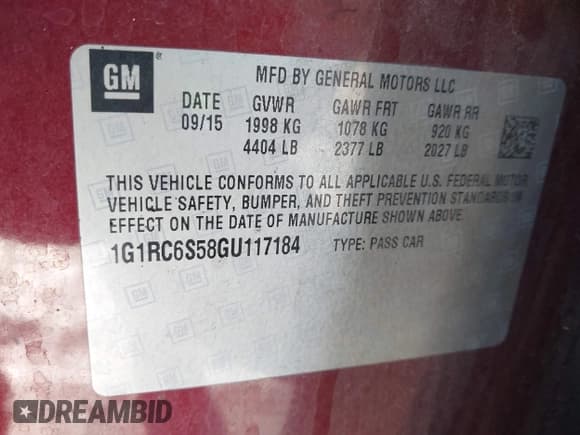 GM
MFD BY GENERAL MOTORS LLC
DATE GVWR GAWR FRT GAWR RR
09/15 1998 KG 1078 KG 920 KG
4404 LB 2377 LB 2027 LB
THIS VEHICLE CONFORMS TO ALL APPLICABLE U.S. FEDERAL MOTOR
VEHICLE SAFETY, BUMPER, AND THEFT PREVENTION STANDARDS IN
EFFECT ON THE DATE OF MANUFACTURE SHOWN ABOVE.
1G1RC6S58GU117184 TYPE: PASS CAR
DREAMBID